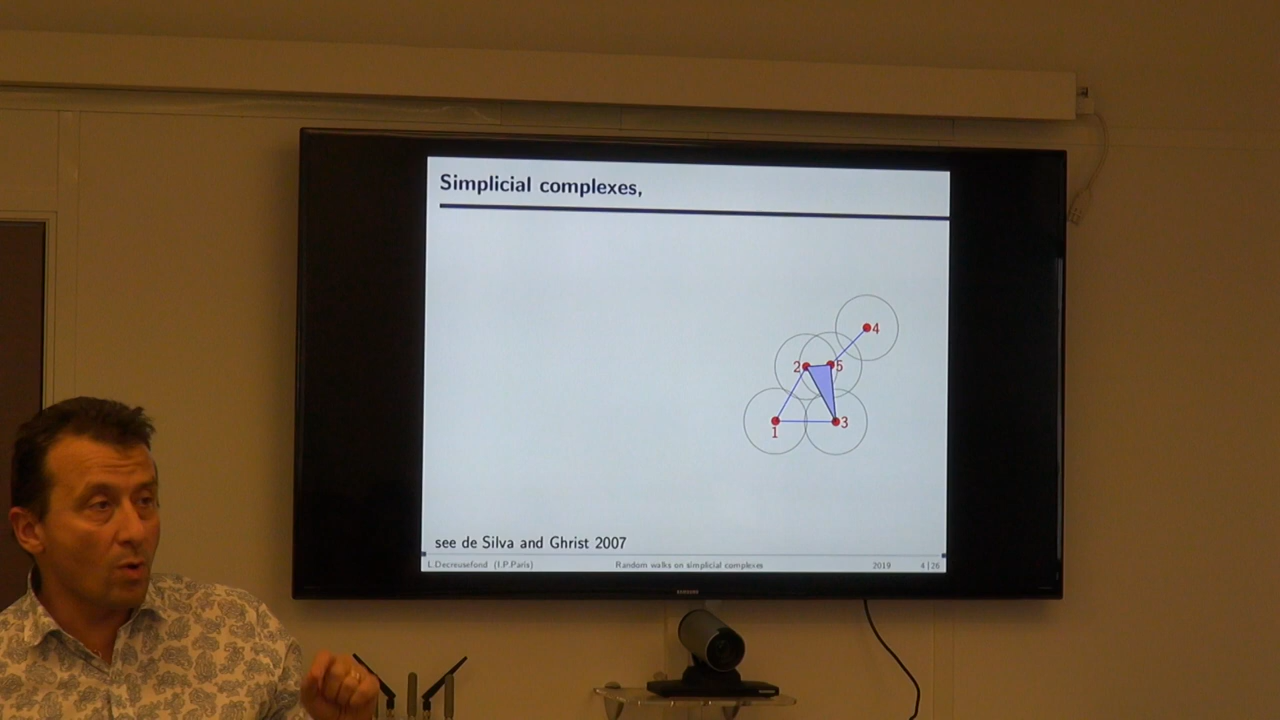 Simplicial complexes,
4
2
5
1
3
see de Silva and Ghrist 2007
L.Decreusefond (I.P.Paris) Random walks on simplicial complexes 2019 4|26
SAMSUNG